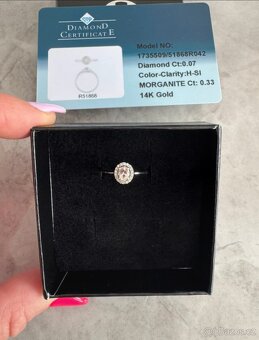 DIAMOND
CERTIFICATE
R51868
Model NO:
1735509/51868R042
Diamond Ct:0.07
Color-Clarity:H-SI
MORGANITE Ct: 0.33
14K Gold